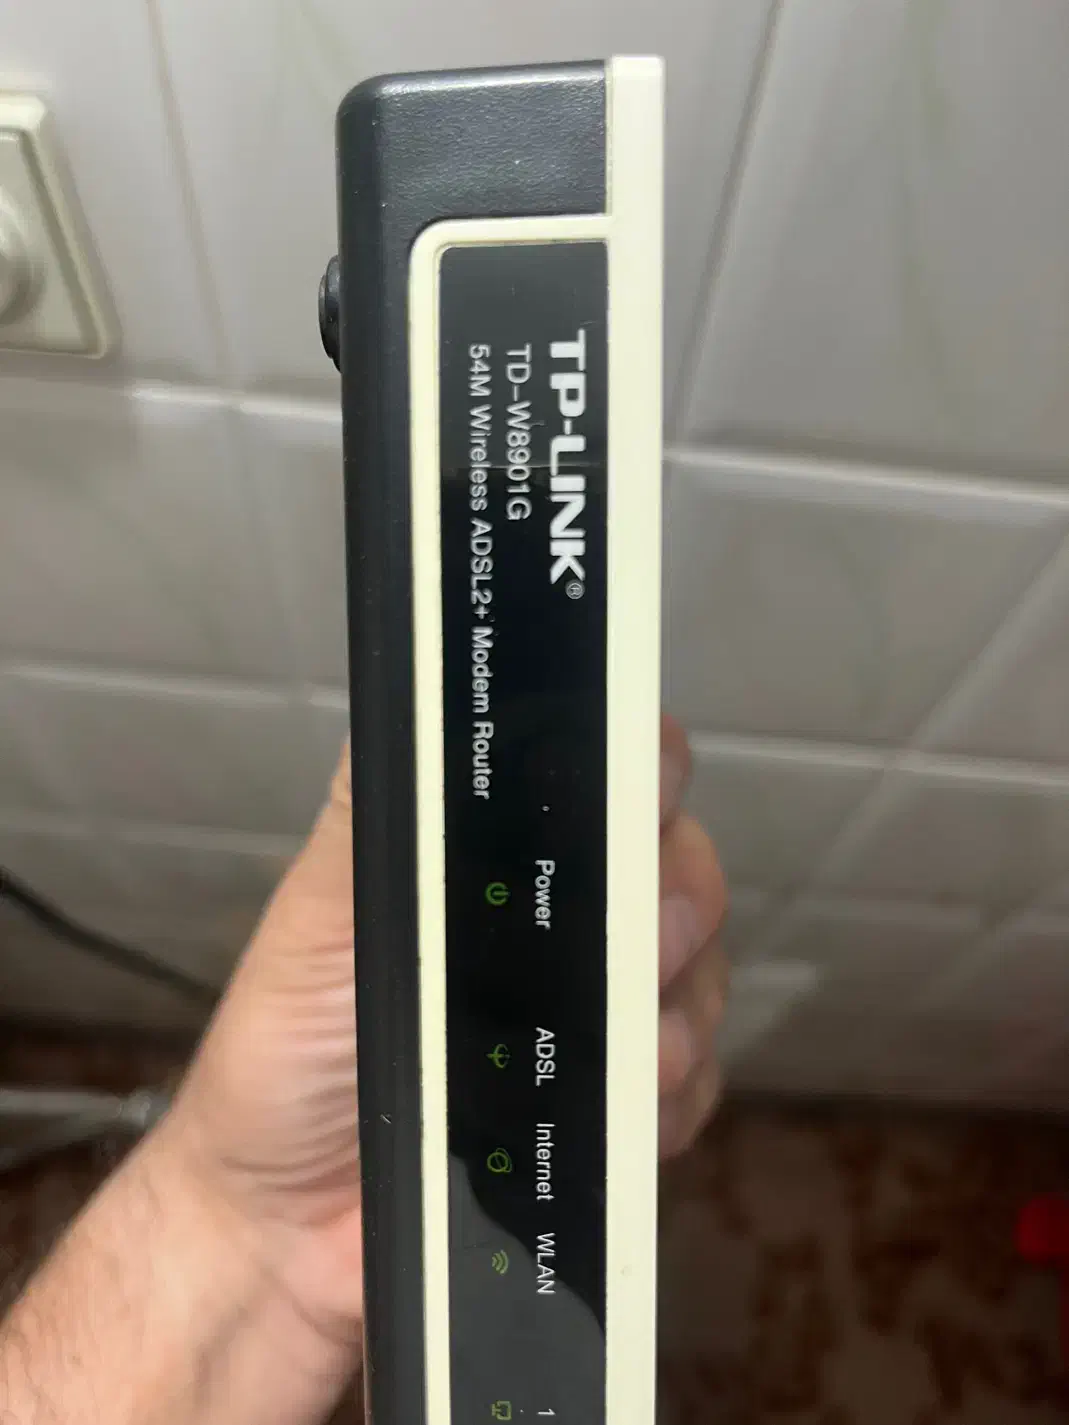 TP-LINK®
TD-W8901G
54M Wireless ADSL2+ Modem Router
Power
ADSL
Internet
WLAN
1